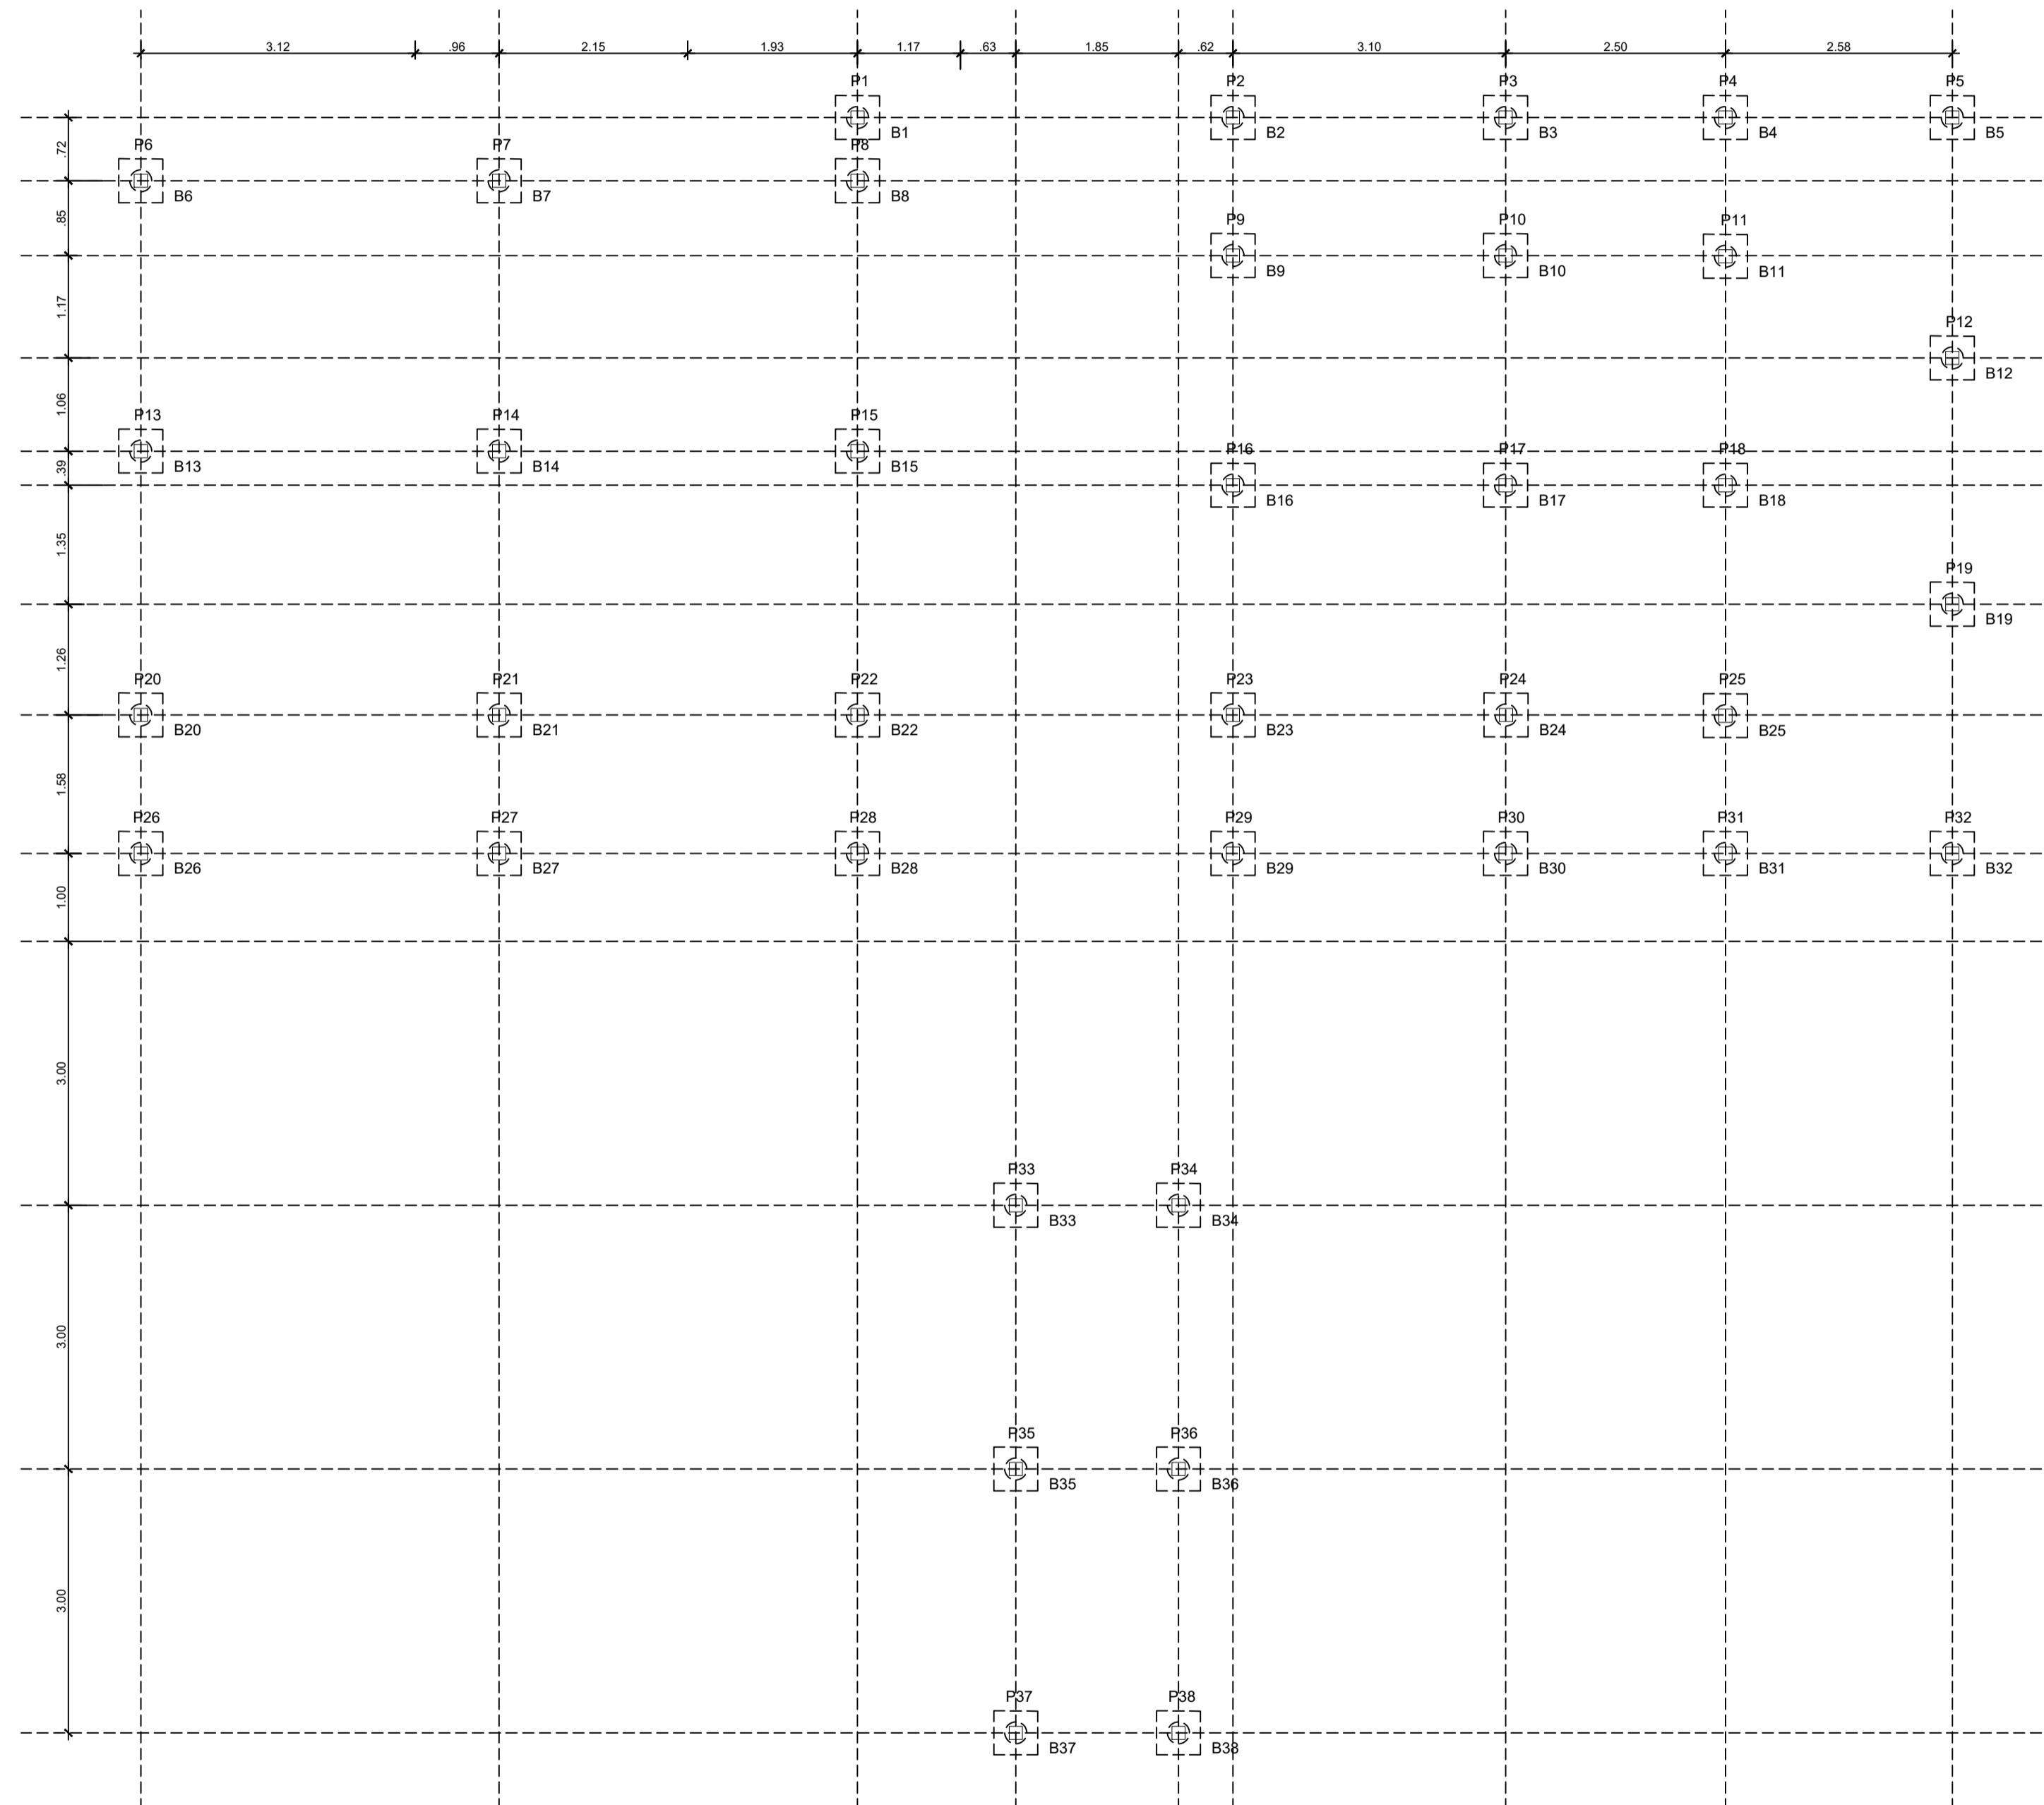 3.12 .96 2.15 1.93 1.17 .63 1.85 .62 3.10 2.50 2.58
P1 P2 P3 P4 P5
B1 B2 B3 B4 B5
.72
P6 P7 P8
B6 B7 B8
.85
P9 P10 P11
B9 B10 B11
1.17
P12
B12
1.06
P13 P14 P15
B13 B14 B15
.39
P16 P17 P18
B16 B17 B18
1.35
P19
B19
1.26
P20 P21 P22 P23 P24 P25
B20 B21 B22 B23 B24 B25
1.58
P26 P27 P28 P29 P30 P31 P32
B26 B27 B28 B29 B30 B31 B32
1.00
3.00
P33 P34
B33 B34
3.00
P35 P36
B35 B36
3.00
P37 P38
B37 B38